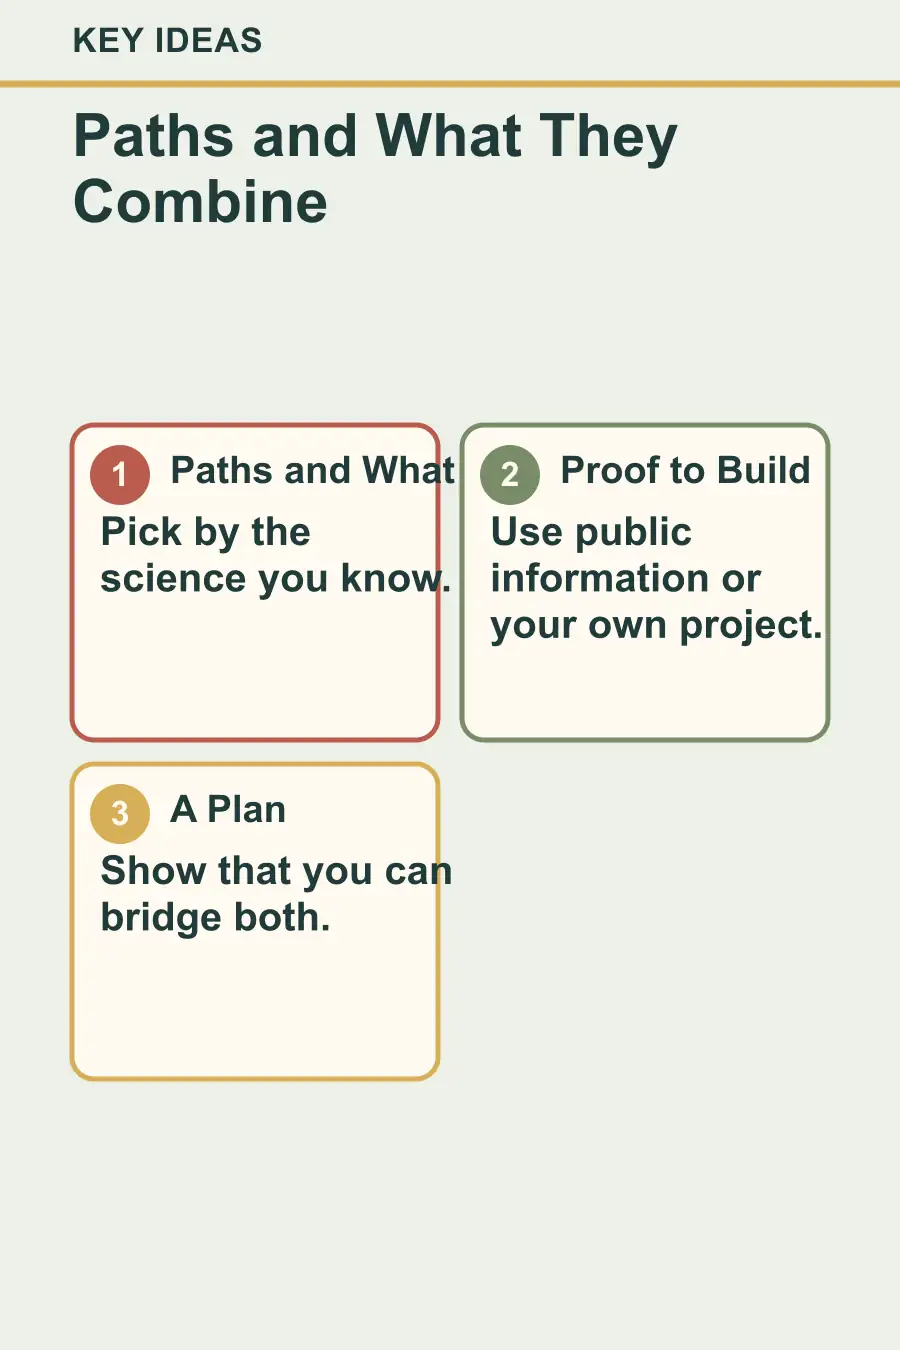 KEY IDEAS
Paths and What They
Combine
1
Paths and What
Pick by the
science you know.
2
Proof to Build
Use public
information or
your own project.
3
A Plan
Show that you can
bridge both.